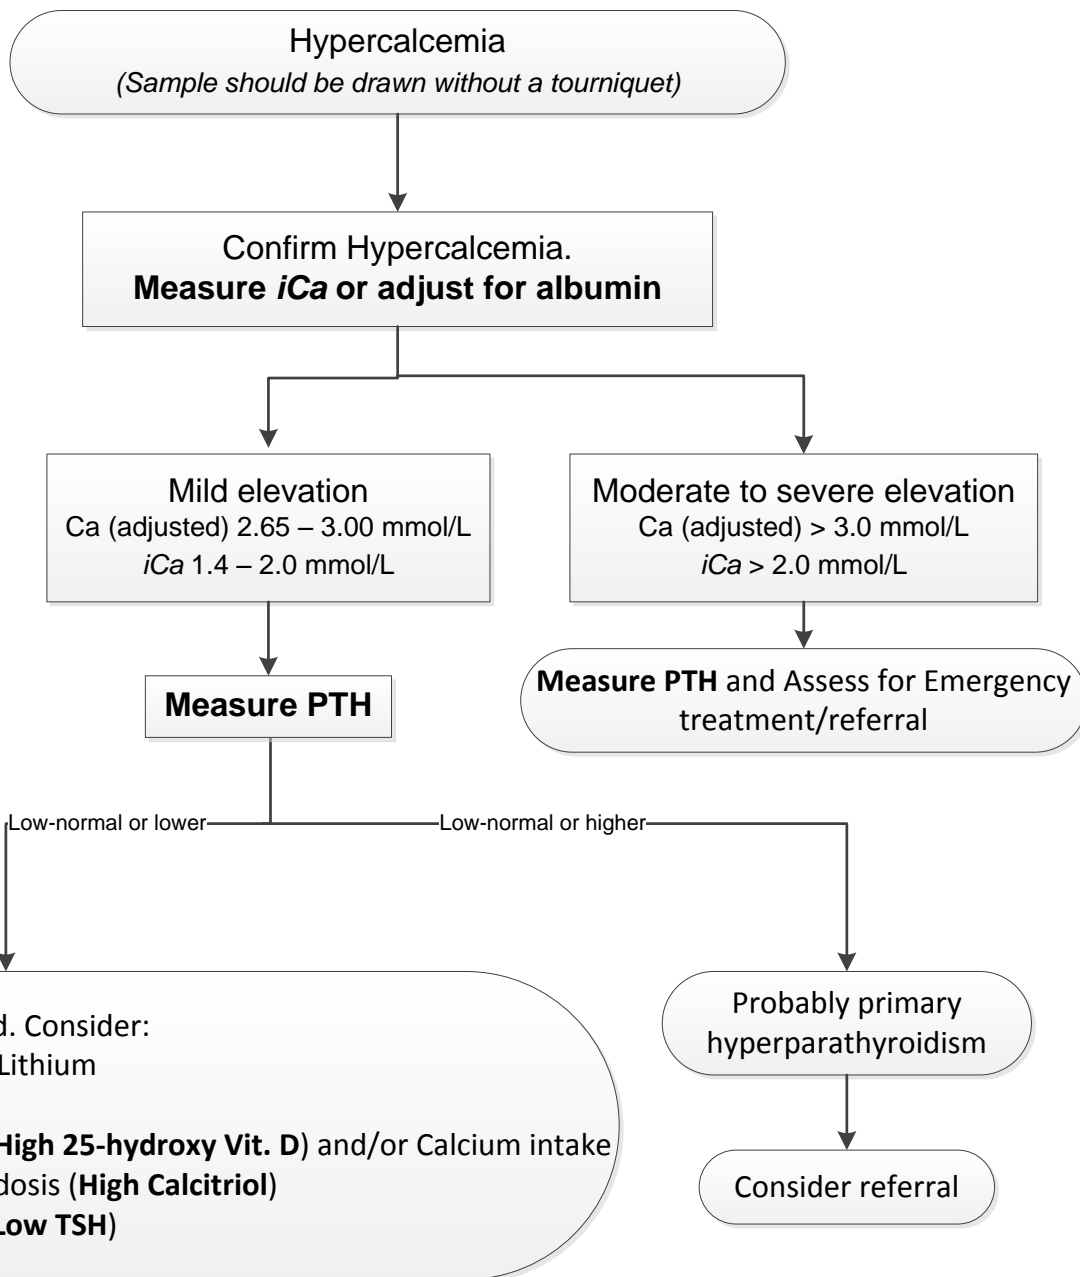 Hypercalcemia
(Sample should be drawn without a tourniquet)
Confirm Hypercalcemia.
Measure iCa or adjust for albumin
Mild elevation
Ca (adjusted) 2.65 – 3.00 mmol/L
iCa 1.4 – 2.0 mmol/L
Moderate to severe elevation
Ca (adjusted) > 3.0 mmol/L
iCa > 2.0 mmol/L
Measure PTH
Measure PTH and Assess for Emergency
treatment/referral
Low-normal or lower
Low-normal or higher
d. Consider:
Lithium
High 25-hydroxy Vit. D) and/or Calcium intake
dosis (High Calcitriol)
Low TSH)
Probably primary
hyperparathyroidism
Consider referral